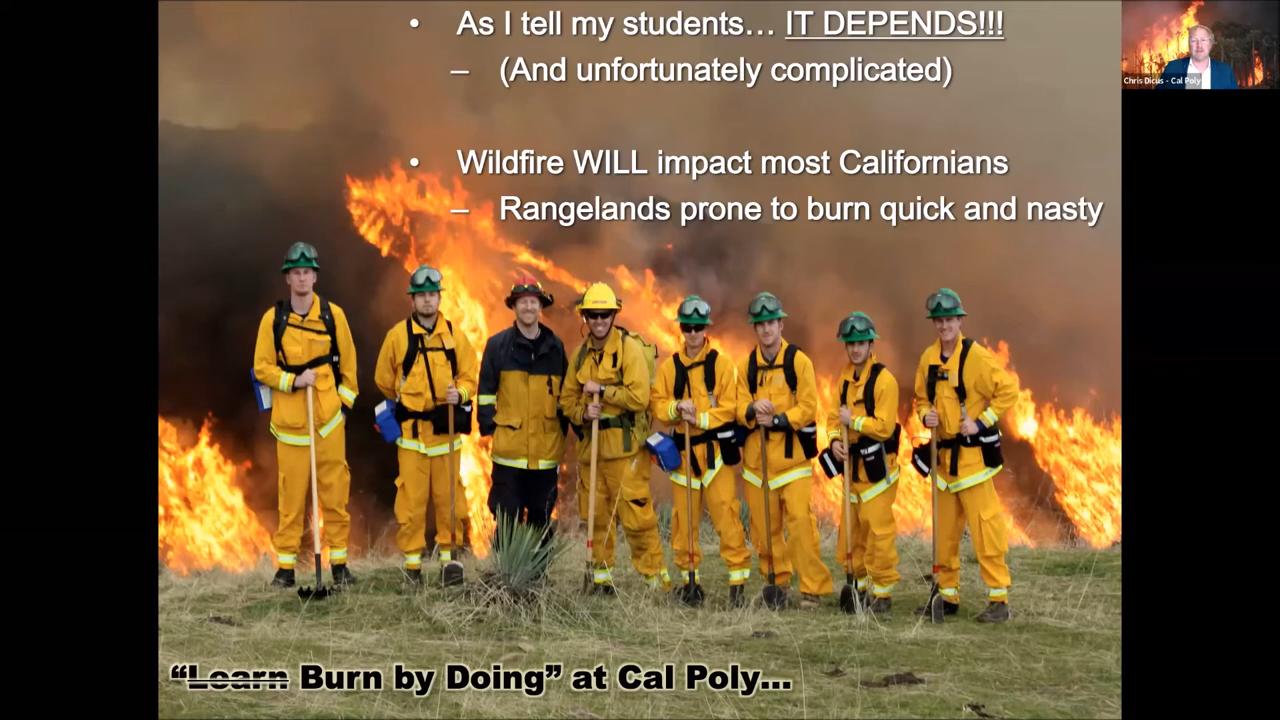 • As I tell my students… IT DEPENDS!!!
– (And unfortunately complicated)
• Wildfire WILL impact most Californians
– Rangelands prone to burn quick and nasty
Chris Dicus - Cal Poly
“Learn Burn by Doing” at Cal Poly...